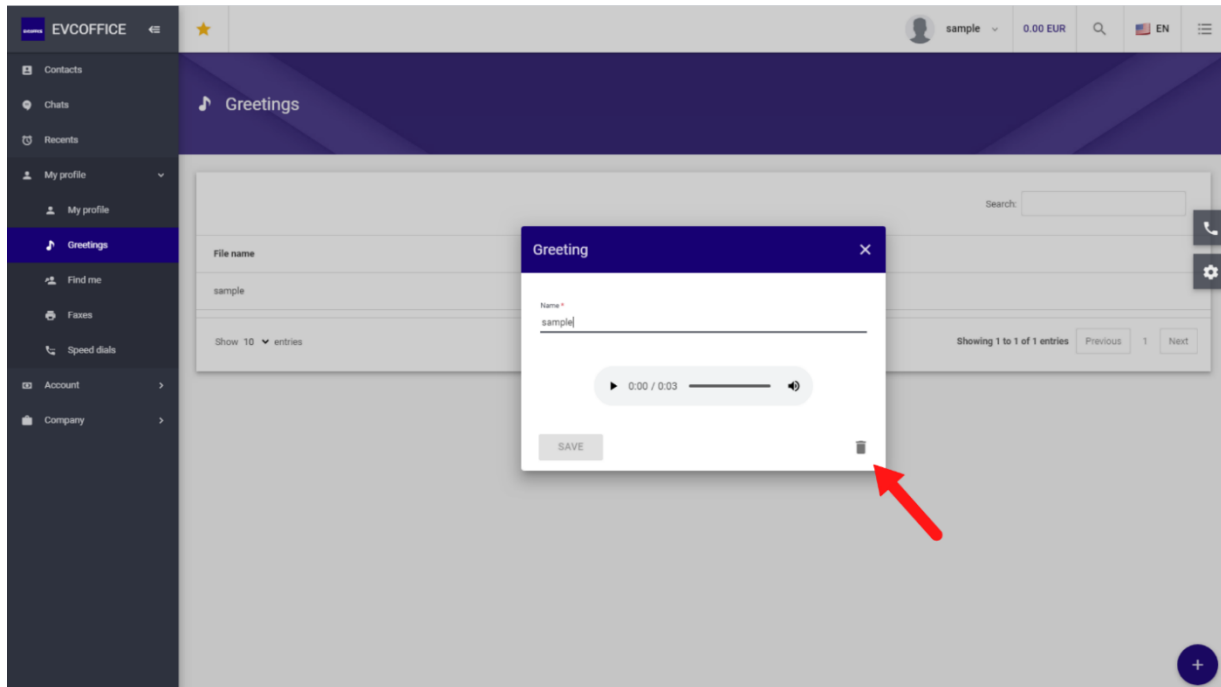 EVCOFFICE
sample
0.00 EUR
EN
Contacts
Chats
Recents
My profile
My profile
Greetings
Find me
Faxes
Speed dials
Account
Company
Greetings
Search:
File name
sample
Show 10 entries
Showing 1 to 1 of 1 entries Previous 1 Next
Greeting
Name *
sample
0:00 / 0:03
SAVE